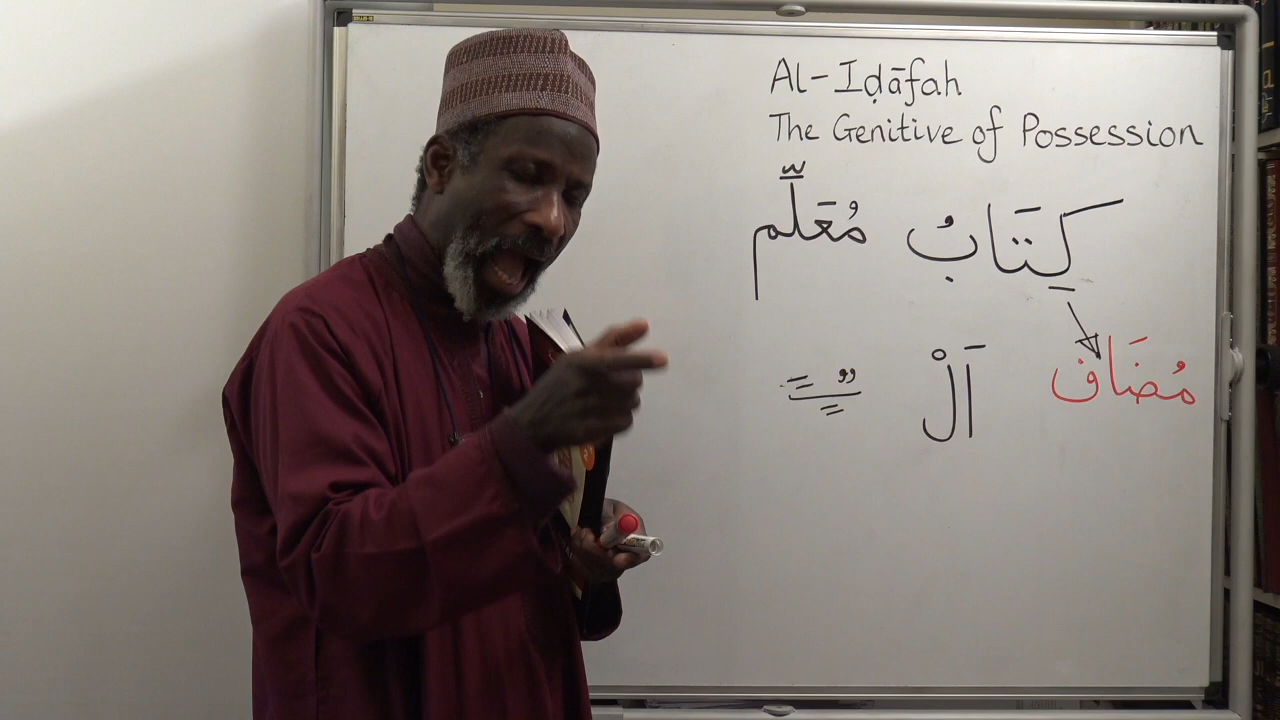 Al-Iḍāfah
The Genitive of Possession
كِتَابُ مُعَلِّم
مُضَاف اَلْ